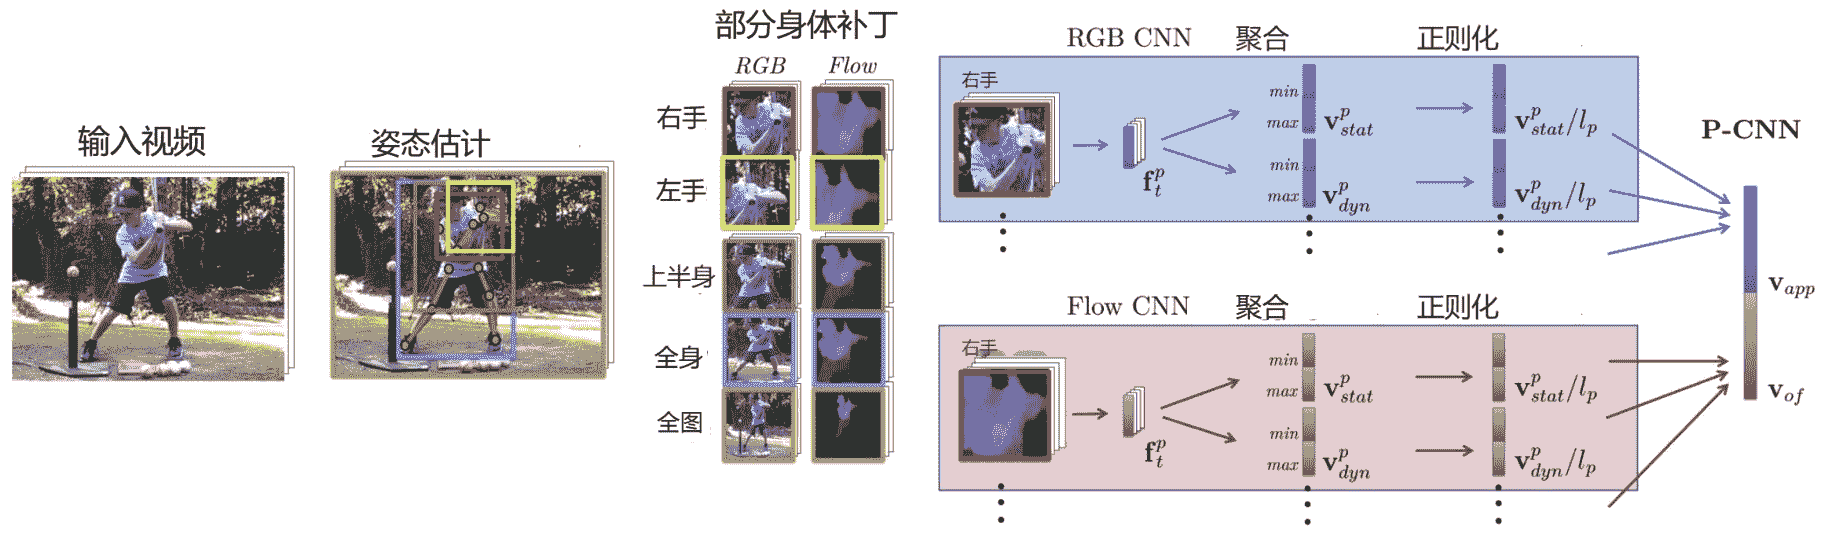 输入视频
姿态估计
部分身体补丁
RGB Flow
右手
左手
上半身
全身
全图
RGB CNN 聚合 正则化
右手
min
max
f_t^p
v_stat^p
v_stat^p/l_p
min
max
v_dyn^p
v_dyn^p/l_p
Flow CNN 聚合 正则化
右手
min
max
f_t^p
v_stat^p
v_stat^p/l_p
min
max
v_dyn^p
v_dyn^p/l_p
P-CNN
v_app
v_of